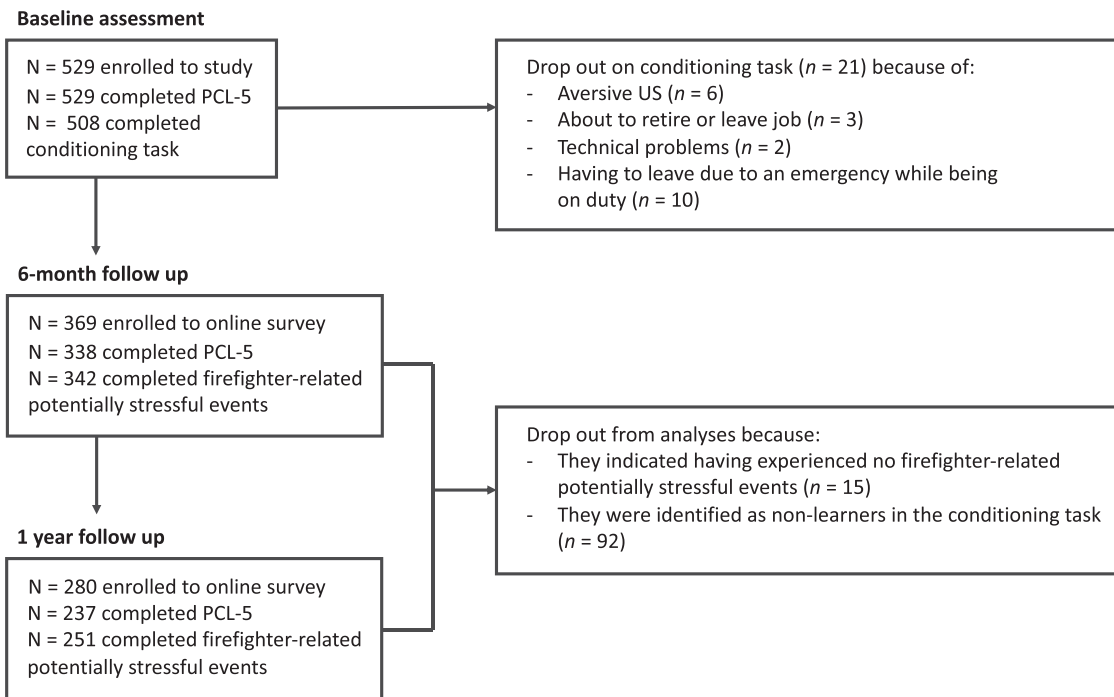 Baseline assessment
N = 529 enrolled to study
N = 529 completed PCL-5
N =  508 completed
conditioning task
Drop out on conditioning task (n = 21) because of:
- Aversive US (n = 6)
- About to retire or leave job (n = 3)
- Technical problems (n = 2)
- Having to leave due to an emergency while being
on duty (n = 10)
6-month follow up
N = 369 enrolled to online survey
N = 338 completed PCL-5
N = 342 completed firefighter-related
potentially stressful events
Drop out from analyses because:
- They indicated having experienced no firefighter-related
potentially stressful events (n = 15)
- They were identified as non-learners in the conditioning task
(n = 92)
1 year follow up
N = 280 enrolled to online survey
N = 237 completed PCL-5
N = 251 completed firefighter-related
potentially stressful events